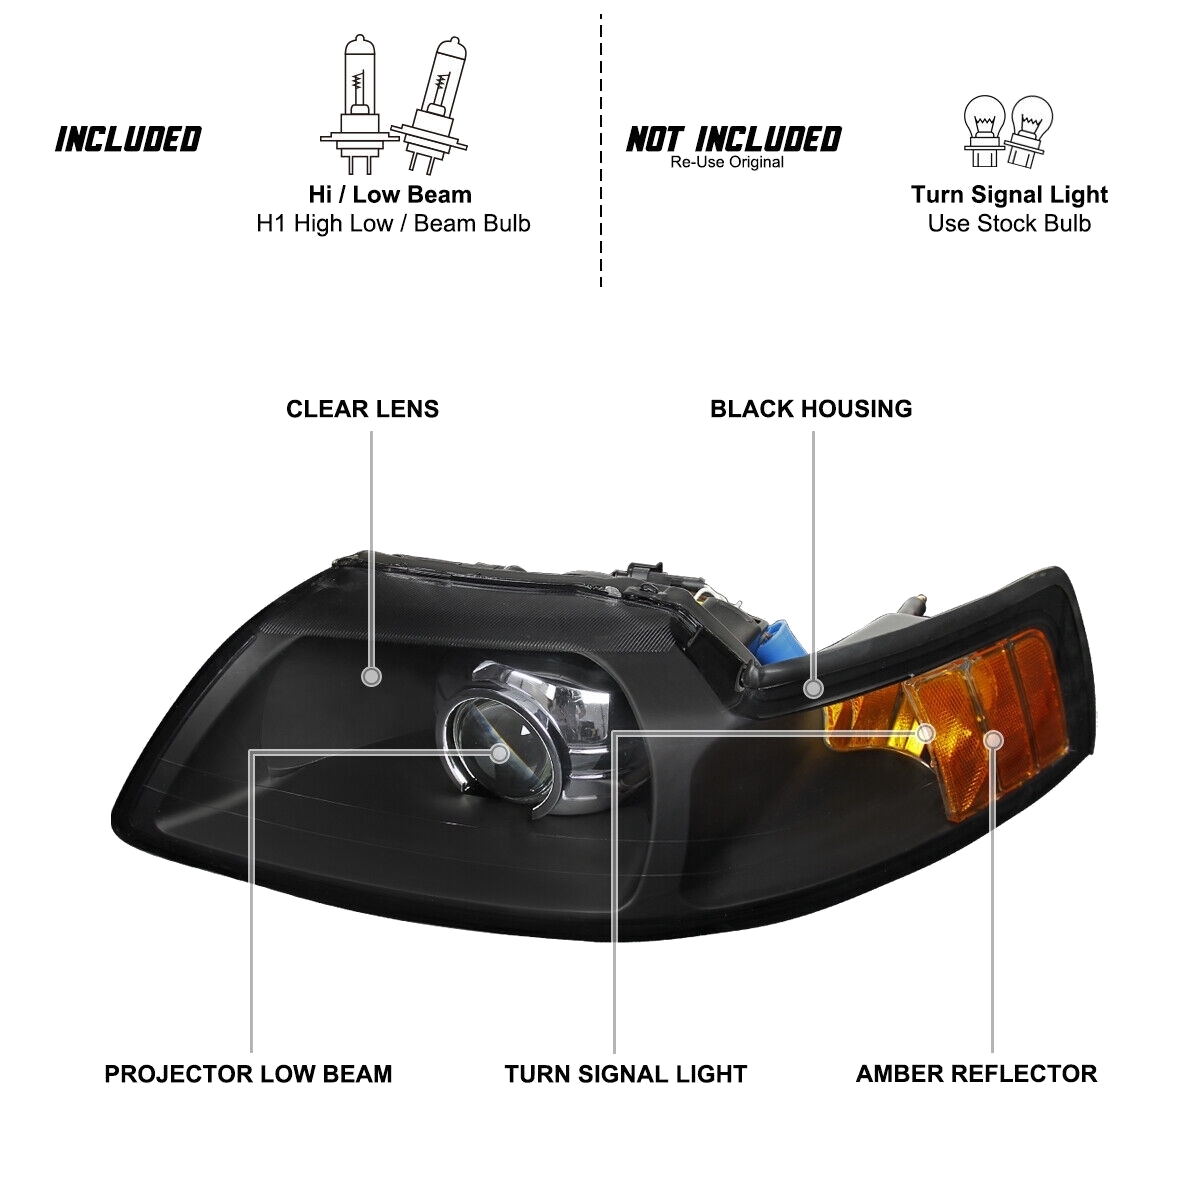 INCLUDED
Hi / Low Beam
H1 High Low / Beam Bulb
NOT INCLUDED
Re-Use Original
Turn Signal Light
Use Stock Bulb
CLEAR LENS
BLACK HOUSING
PROJECTOR LOW BEAM
TURN SIGNAL LIGHT
AMBER REFLECTOR